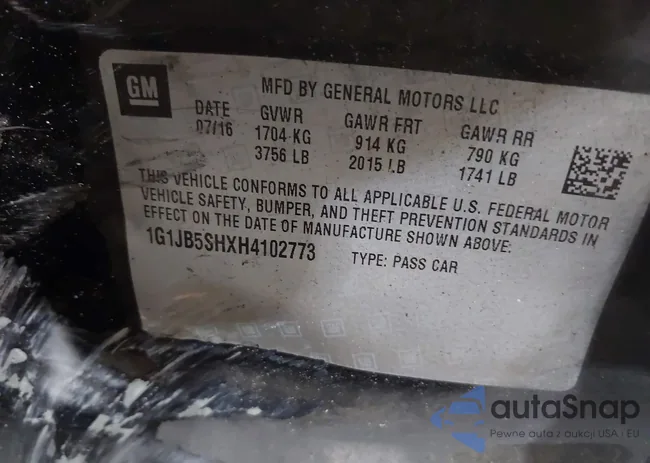 GM
MFD BY GENERAL MOTORS LLC
DATE GVWR GAWR FRT GAWR RR
07/16 1704 KG 914 KG 790 KG
3756 LB 2015 LB 1741 LB
THIS VEHICLE CONFORMS TO ALL APPLICABLE U.S. FEDERAL MOTOR
VEHICLE SAFETY, BUMPER, AND THEFT PREVENTION STANDARDS IN
EFFECT ON THE DATE OF MANUFACTURE SHOWN ABOVE:
1G1JB5SHXH4102773 TYPE: PASS CAR
autaSnap
Pewne auta z aukcji USA i EU